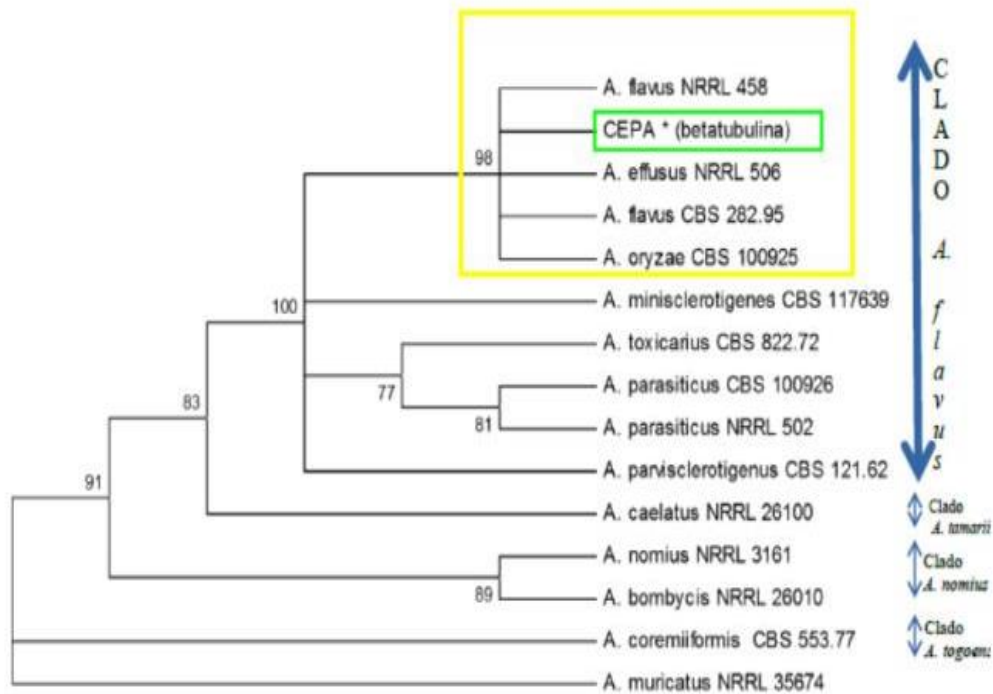 A. flavus NRRL 458
CEPA * (betatubulina)
98
A. effusus NRRL 506
A. flavus CBS 282.95
A. oryzae CBS 100925
100
A. minisclerotigenes CBS 117639
A. toxicarius CBS 822.72
77
A. parasiticus CBS 100926
83
81
A. parasiticus NRRL 502
A. parvisclerotigenus CBS 121.62
91
A. caelatus NRRL 26100
A. nomius NRRL 3161
89
A. bombycis NRRL 26010
A. coremiiformis CBS 553.77
A. muricatus NRRL 35674
CLADO A. flavus
Clado
A. tamarii
Clado
A. nomius
Clado
A. togoens